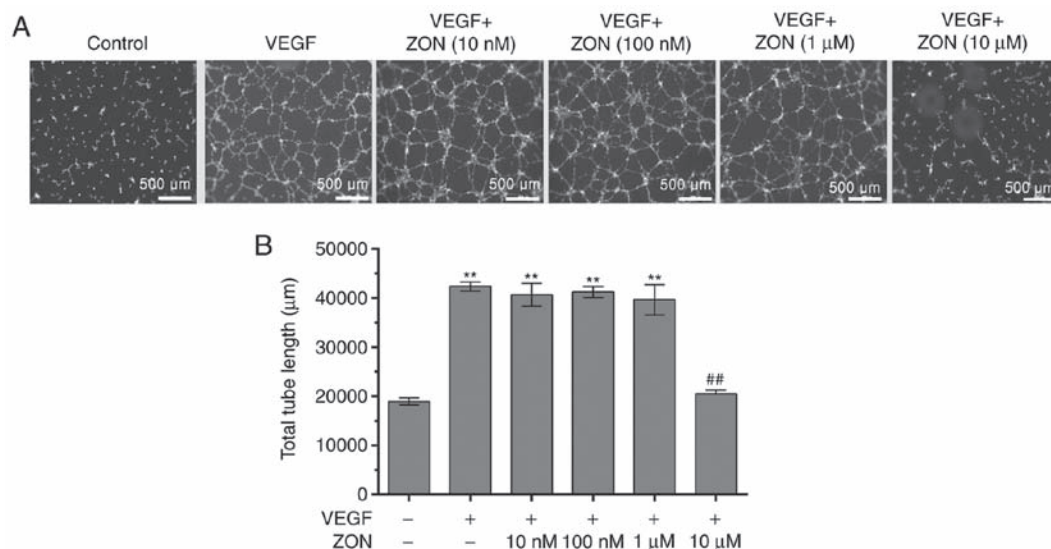 A
Control
VEGF
VEGF+
ZON (10 nM)
VEGF+
ZON (100 nM)
VEGF+
ZON (1 μM)
VEGF+
ZON (10 μM)
500 μm
500 μm
500 μm
500 μm
500 μm
500 μm
B
Total tube length (μm)
50000
40000
30000
20000
10000
0
**
**
**
**
##
VEGF – + + + + +
ZON – – 10 nM 100 nM 1 μM 10 μM